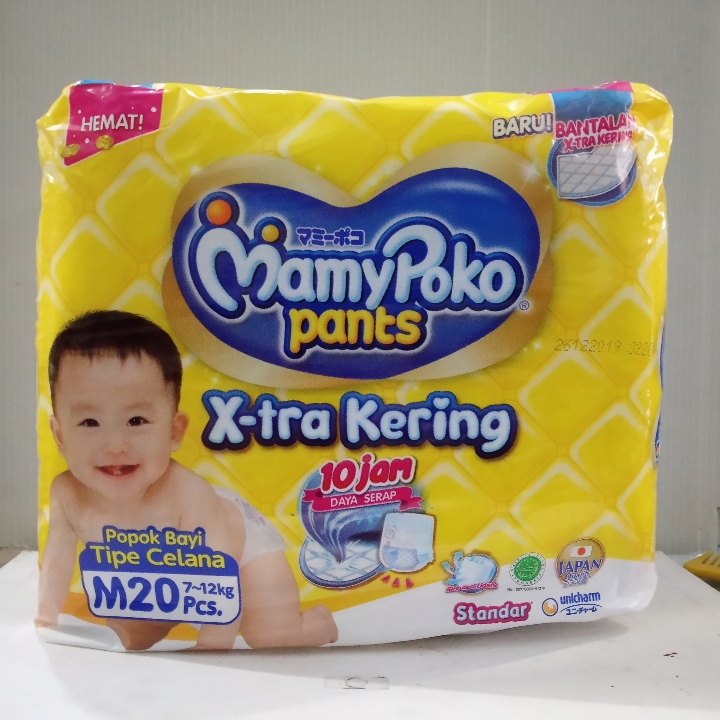 HEMAT!
BARU! BANTALAN
X-TRA KERING
マミーポコ
MamyPoko
pants
®
26122019
X-tra Kering
10 jam
DAYA SERAP
Popok Bayi
Tipe Celana
M20 7~12kg
Pcs.
Standar
JAPAN
unicharm
ユニ・チャーム